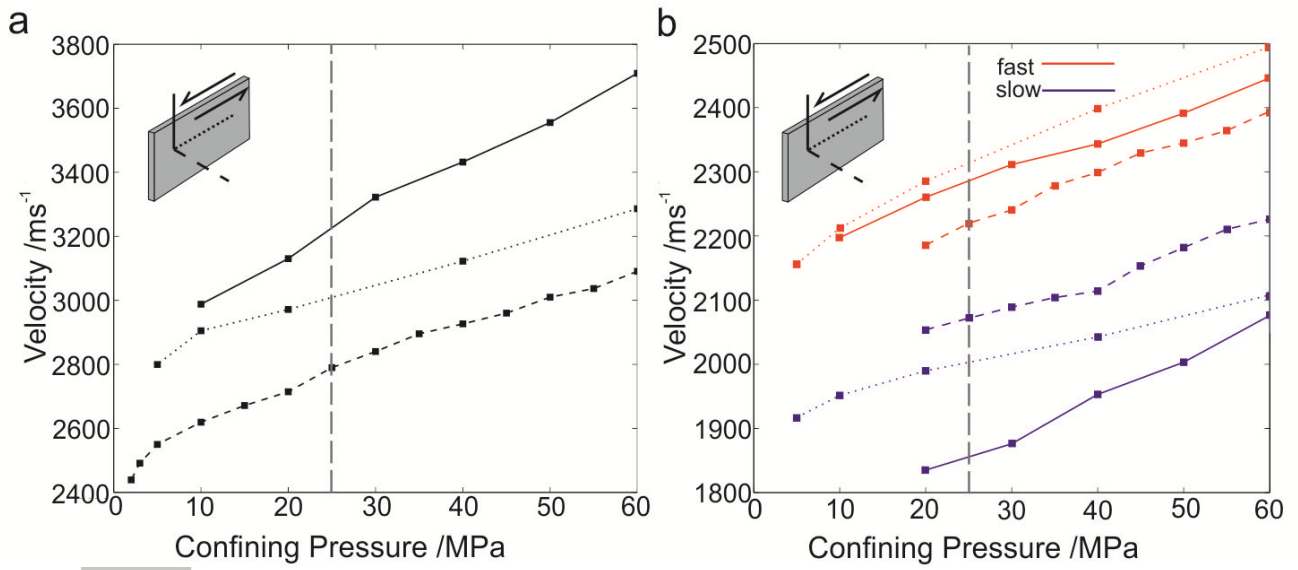 a
3800
3600
3400
3200
3000
2800
2600
2400
0 10 20 30 40 50 60
Velocity /ms⁻¹
Confining Pressure /MPa
b
fast
slow
2500
2400
2300
2200
2100
2000
1900
1800
0 10 20 30 40 50 60
Velocity /ms⁻¹
Confining Pressure /MPa